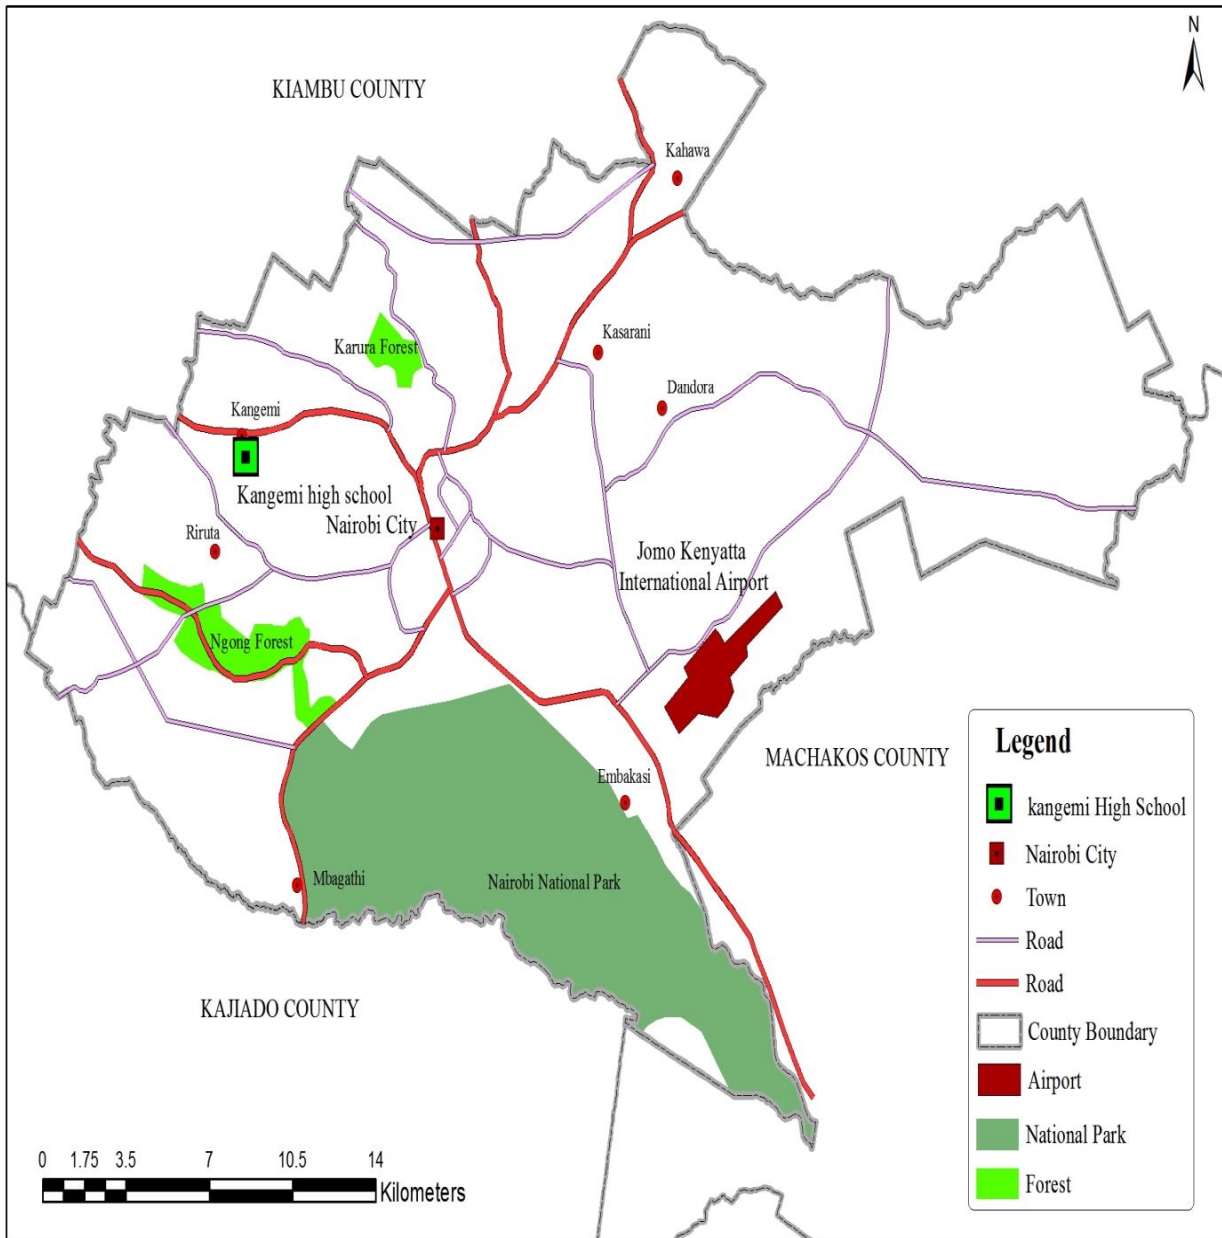 N
KIAMBU COUNTY
Kahawa
Kasarani
Karura Forest
Dandora
Kangemi
Kangemi high school
Nairobi City
Riruta
Jomo Kenyatta
International Airport
Ngong Forest
MACHAKOS COUNTY
Embakasi
Mbagathi
Nairobi National Park
KAJIADO COUNTY
Legend
kangemi High School
Nairobi City
Town
Road
Road
County Boundary
Airport
National Park
Forest
0 1.75 3.5 7 10.5 14
Kilometers